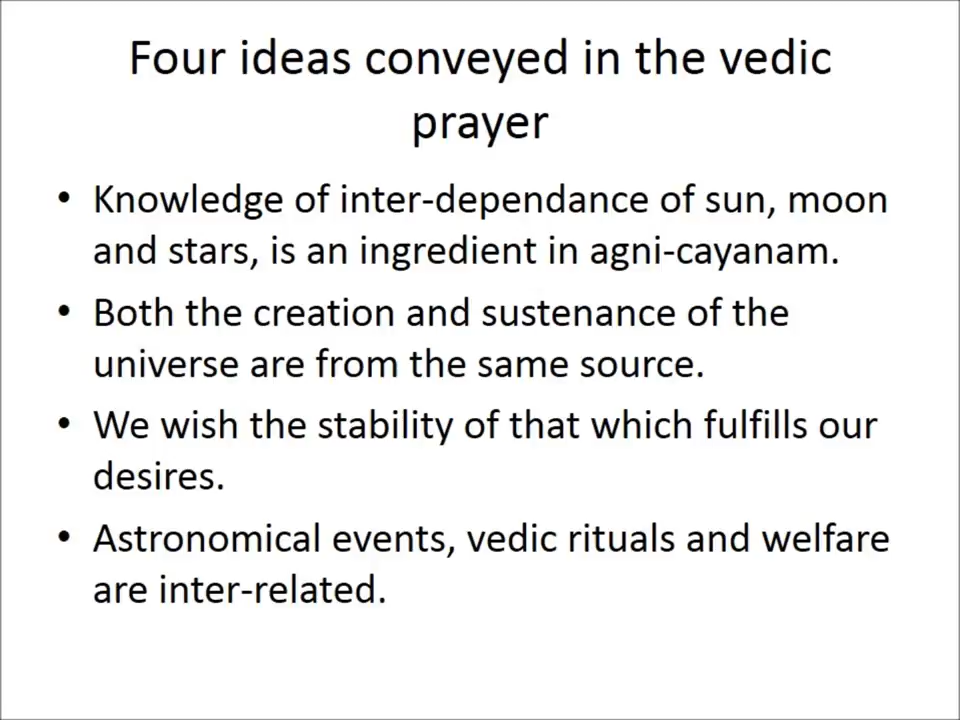 Four ideas conveyed in the vedic
prayer
• Knowledge of inter-dependance of sun, moon
and stars, is an ingredient in agni-cayanam.
• Both the creation and sustenance of the
universe are from the same source.
• We wish the stability of that which fulfills our
desires.
• Astronomical events, vedic rituals and welfare
are inter-related.